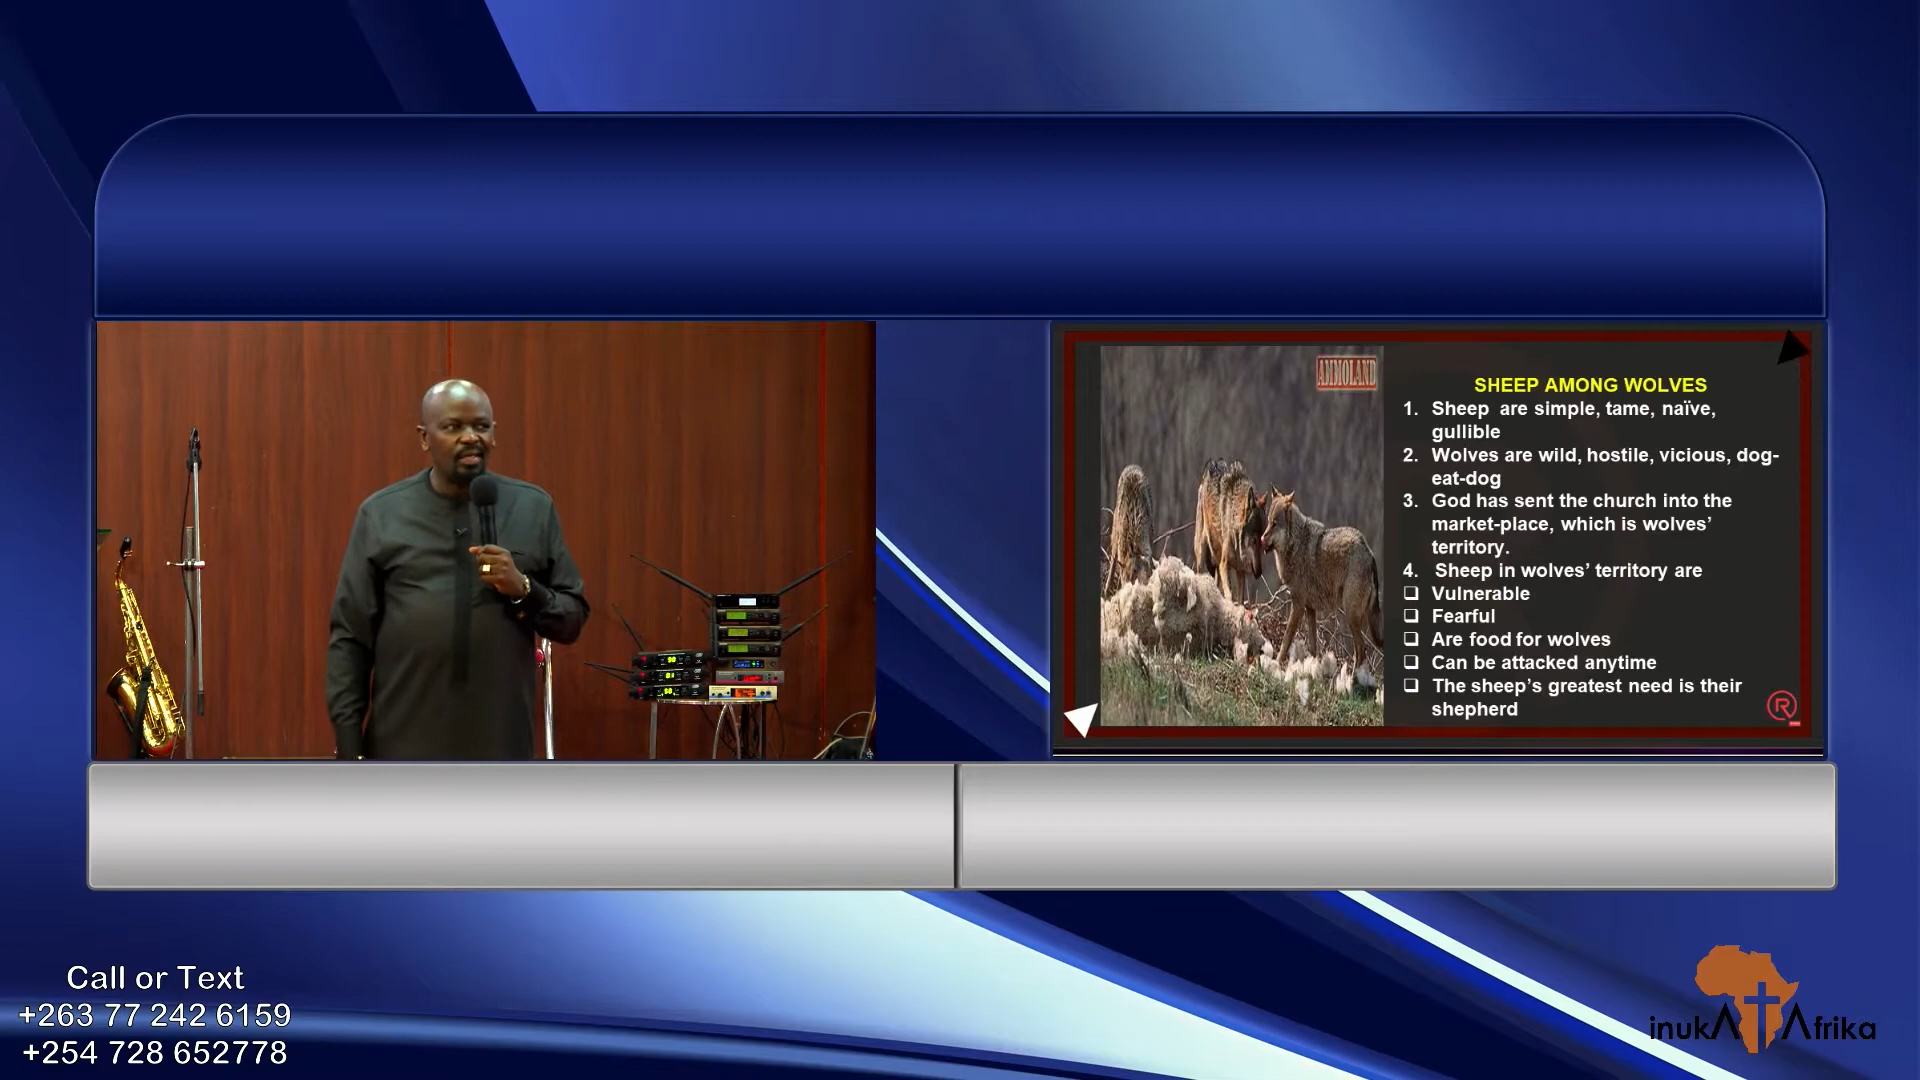 AMMOLAND
SHEEP AMONG WOLVES
1. Sheep are simple, tame, naïve,
gullible
2. Wolves are wild, hostile, vicious, dog-
eat-dog
3. God has sent the church into the
market-place, which is wolves’
territory.
4. Sheep in wolves’ territory are
❑ Vulnerable
❑ Fearful
❑ Are food for wolves
❑ Can be attacked anytime
❑ The sheep’s greatest need is their
shepherd
R
Call or Text
+263 77 242 6159
+254 728 652778
inukA Afrika